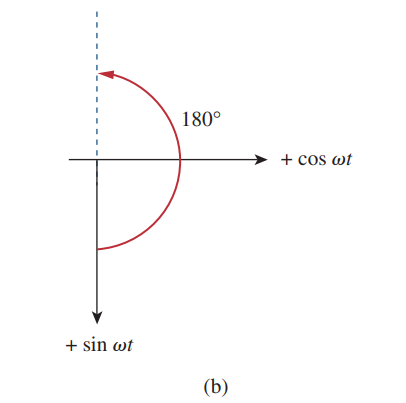 180°
+ cos ωt
+ sin ωt
(b)